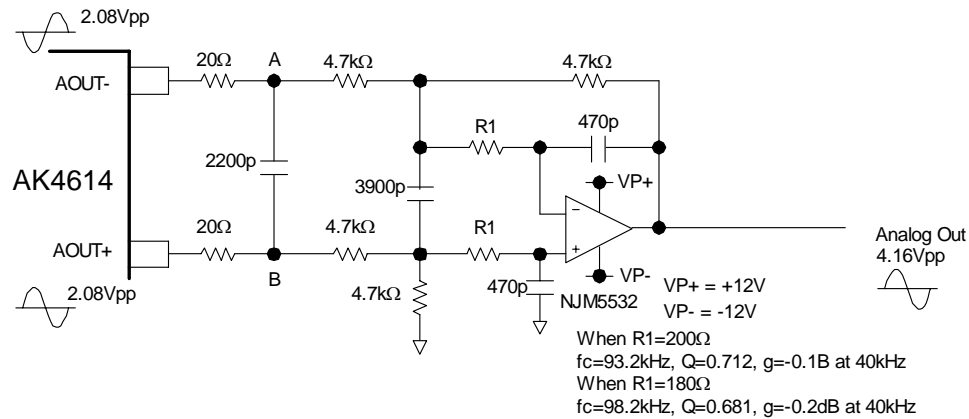 2.08Vpp
20Ω
A
4.7kΩ
4.7kΩ
AOUT-
R1
470p
2200p
AK4614
3900p
VP+
20Ω
4.7kΩ
R1
AOUT+
B
4.7kΩ
470p
VP-
NJM5532
Analog Out
4.16Vpp
2.08Vpp
−
+
VP+ = +12V
VP- = -12V
When R1=200Ω
fc=93.2kHz, Q=0.712, g=-0.1B at 40kHz
When R1=180Ω
fc=98.2kHz, Q=0.681, g=-0.2dB at 40kHz